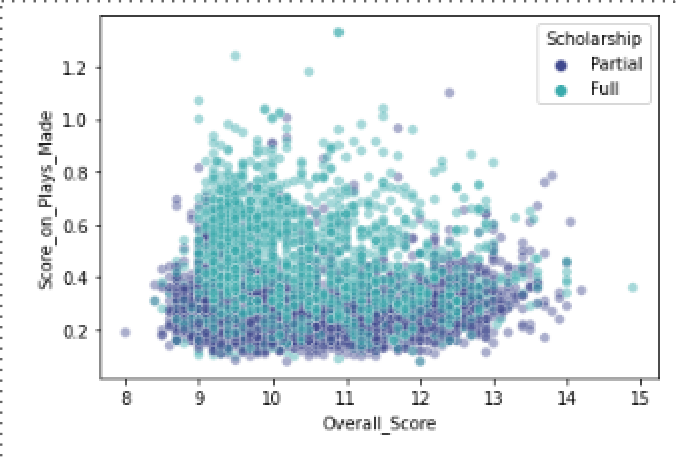 Scholarship
Partial
Full
1.2
1.0
0.8
0.6
0.4
0.2
Score_on_Plays_Made
8 9 10 11 12 13 14 15
Overall_Score